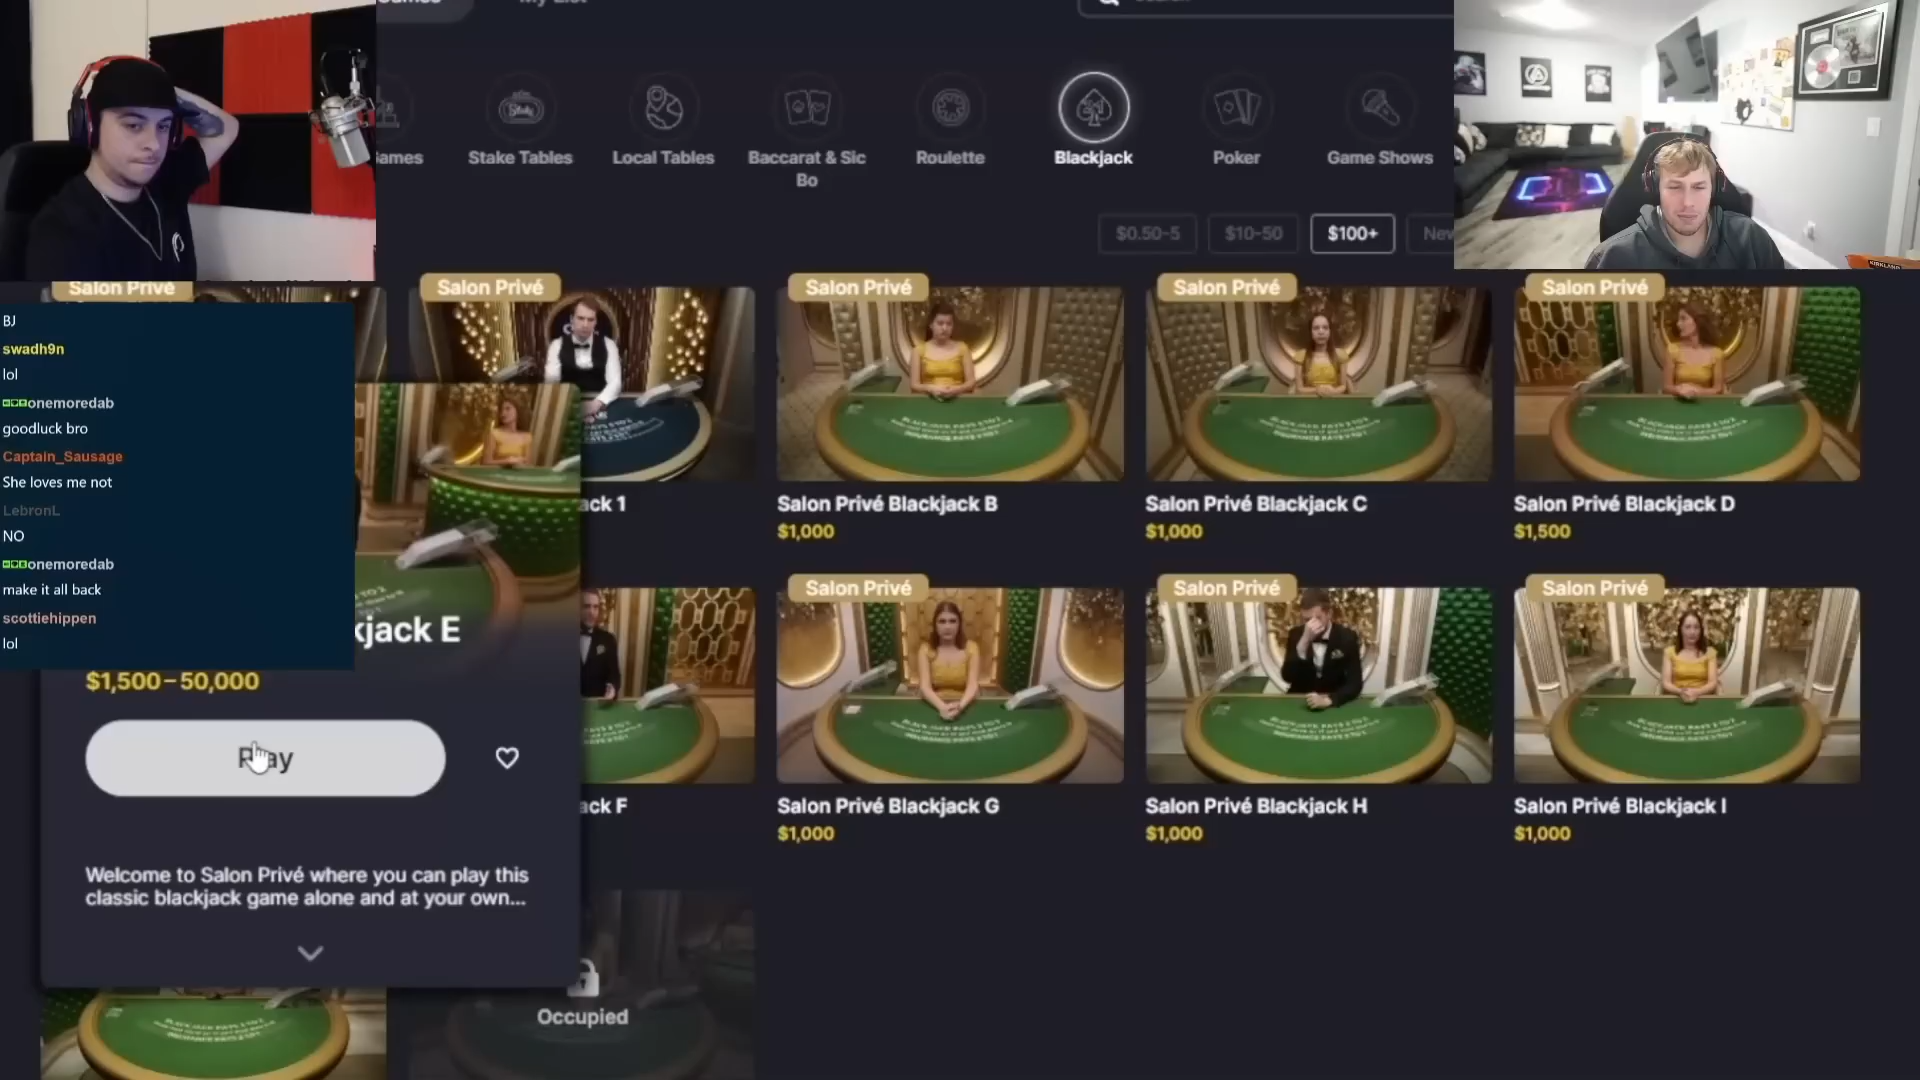 My List
Games
Stake Tables
Local Tables
Baccarat & Sic
Bo
Roulette
Blackjack
Poker
Game Shows
$0.50-5
$10-50
$100+
New
KIRKLAND
Salon Privé
Salon Privé
Salon Privé
Salon Privé
Salon Privé
BJ
swadh9n
lol
onemoredab
goodluck bro
Captain_Sausage
She loves me not
LebronL
NO
onemoredab
make it all back
scottiehippen
lol
ack 1
Salon Privé Blackjack B
$1,000
Salon Privé Blackjack C
$1,000
Salon Privé Blackjack D
$1,500
kjack E
$1,500–50,000
Play
Welcome to Salon Privé where you can play this
classic blackjack game alone and at your own...
Salon Privé
Salon Privé
Salon Privé
ack F
Salon Privé Blackjack G
$1,000
Salon Privé Blackjack H
$1,000
Salon Privé Blackjack I
$1,000
Occupied